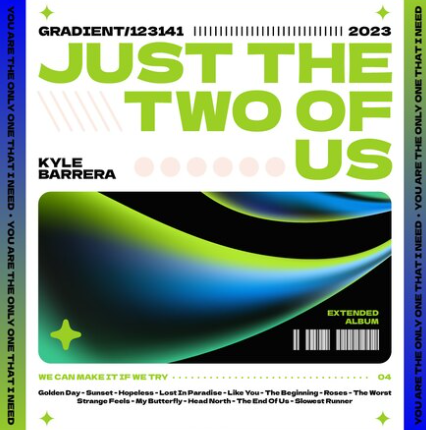 GRADIENT/123141 2023
JUST THE
TWO OF
US
KYLE
BARRERA
EXTENDED
ALBUM
WE CAN MAKE IT IF WE TRY 04
Golden Day - Sunset - Hopeless - Lost In Paradise - Like You - The Beginning - Roses - The Worst
Strange Feels - My Butterfly - Head North - The End Of Us - Slowest Runner
YOU ARE THE ONLY ONE THAT I NEED • YOU ARE THE ONLY ONE THAT I NEED
YOU ARE THE ONLY ONE THAT I NEED • YOU ARE THE ONLY ONE THAT I NEED